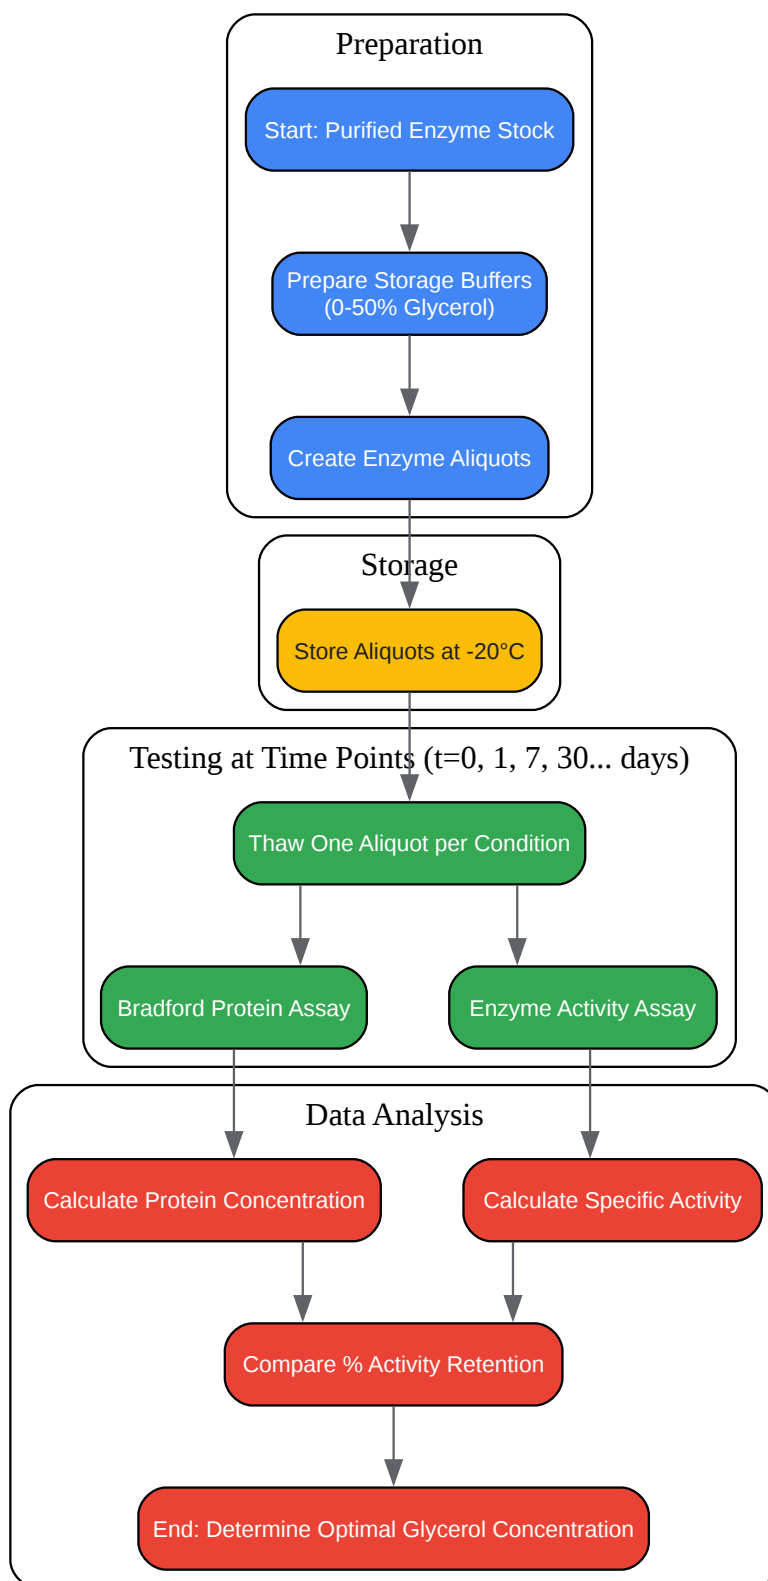 Preparation
Start: Purified Enzyme Stock
Prepare Storage Buffers
(0-50% Glycerol)
Create Enzyme Aliquots
Storage
Store Aliquots at -20°C
Testing at Time Points (t=0, 1, 7, 30... days)
Thaw One Aliquot per Condition
Bradford Protein Assay
Enzyme Activity Assay
Data Analysis
Calculate Protein Concentration
Calculate Specific Activity
Compare % Activity Retention
End: Determine Optimal Glycerol Concentration